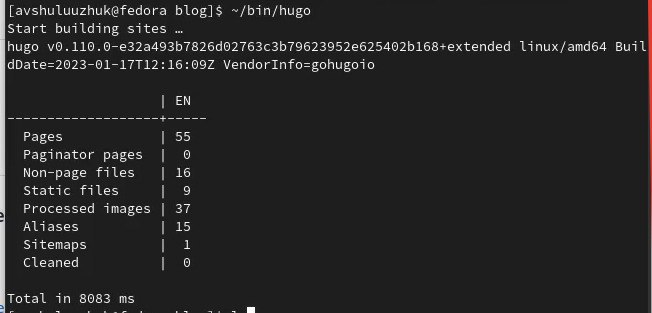 [avshuluuzhuk@fedora blog]$ ~/bin/hugo
Start building sites …
hugo v0.110.0-e32a493b7826d02763c3b79623952e625402b168+extended linux/amd64 Buil
dDate=2023-01-17T12:16:09Z VendorInfo=gohugoio
                   | EN
-------------------+-----
  Pages            | 55
  Paginator pages  |  0
  Non-page files   | 16
  Static files     |  9
  Processed images | 37
  Aliases          | 15
  Sitemaps         |  1
  Cleaned          |  0
Total in 8083 ms